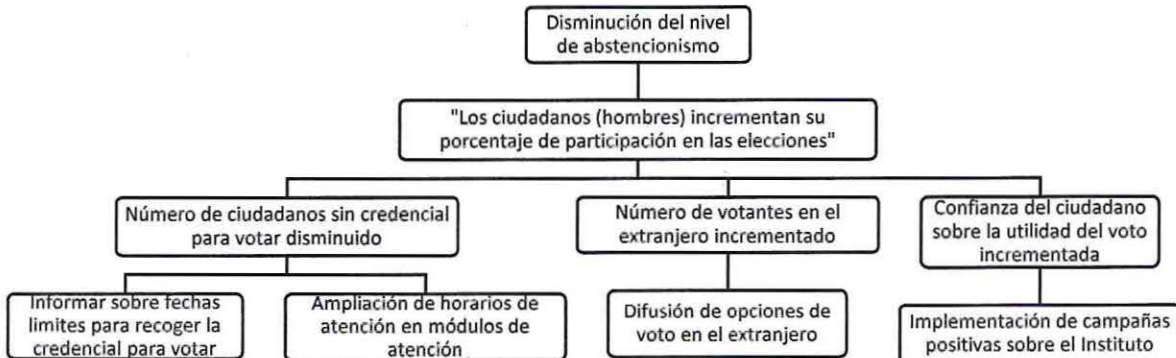 Disminución del nivel
de abstencionismo
"Los ciudadanos (hombres) incrementan su
porcentaje de participación en las elecciones"
Número de ciudadanos sin credencial
para votar disminuido
Número de votantes en el
extranjero incrementado
Confianza del ciudadano
sobre la utilidad del voto
incrementada
Informar sobre fechas
limites para recoger la
credencial para votar
Ampliación de horarios de
atención en módulos de
atención
Difusión de opciones de
voto en el extranjero
Implementación de campañas
positivas sobre el Instituto